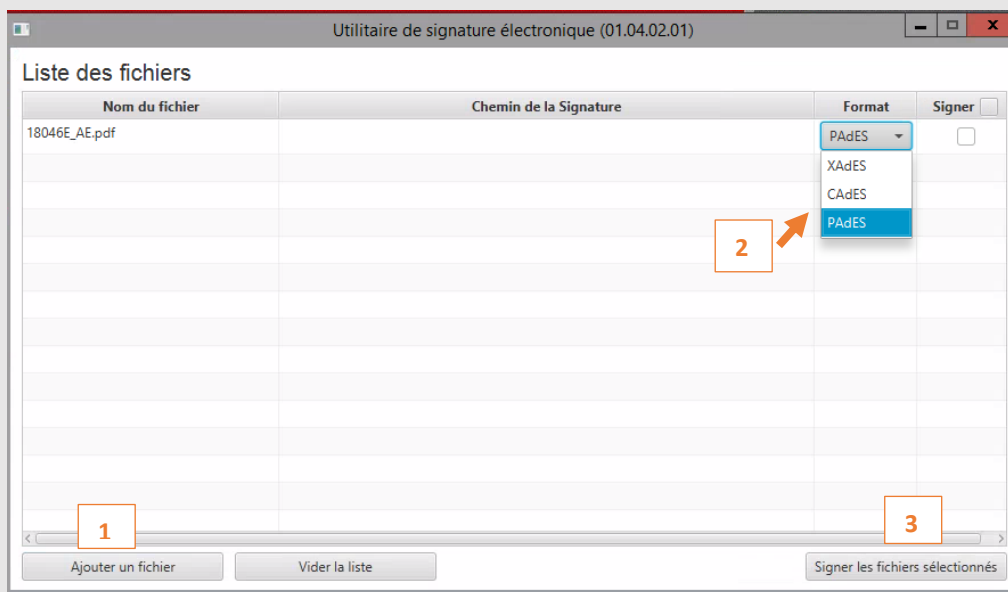 Utilitaire de signature électronique (01.04.02.01)
Liste des fichiers
Nom du fichier Chemin de la Signature Format Signer
18046E_AE.pdf PAdES
XAdES
CAdES
PAdES
2
1
3
Ajouter un fichier Vider la liste Signer les fichiers sélectionnés